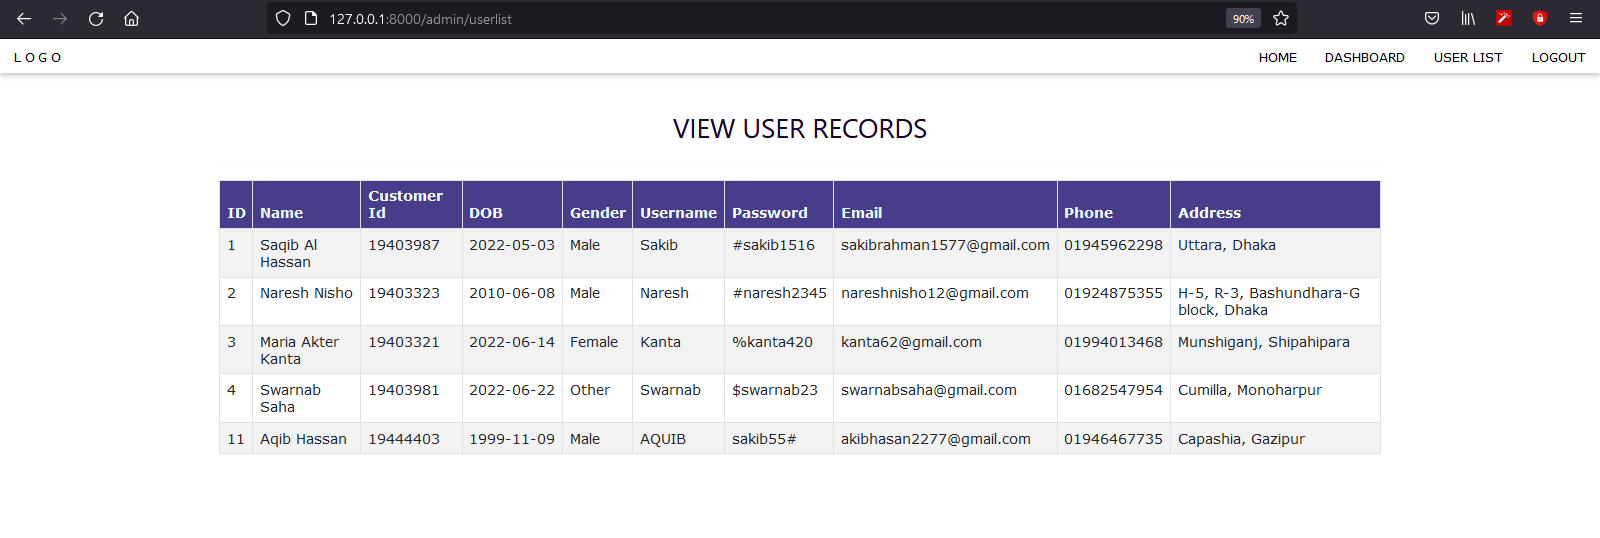 127.0.0.1:8000/admin/userlist 90%
LOGO HOME DASHBOARD USER LIST LOGOUT
VIEW USER RECORDS
ID Name Customer Id DOB Gender Username Password Email Phone Address
1 Saqib Al Hassan 19403987 2022-05-03 Male Sakib #sakib1516 sakibrahman1577@gmail.com 01945962298 Uttara, Dhaka
2 Naresh Nisho 19403323 2010-06-08 Male Naresh #naresh2345 nareshnisho12@gmail.com 01924875355 H-5, R-3, Bashundhara-G block, Dhaka
3 Maria Akter Kanta 19403321 2022-06-14 Female Kanta %kanta420 kanta62@gmail.com 01994013468 Munshiganj, Shipahipara
4 Swarnab Saha 19403981 2022-06-22 Other Swarnab $swarnab23 swarnabsaha@gmail.com 01682547954 Cumilla, Monoharpur
11 Aqib Hassan 19444403 1999-11-09 Male AQUIB sakib55# akibhasan2277@gmail.com 01946467735 Capashia, Gazipur